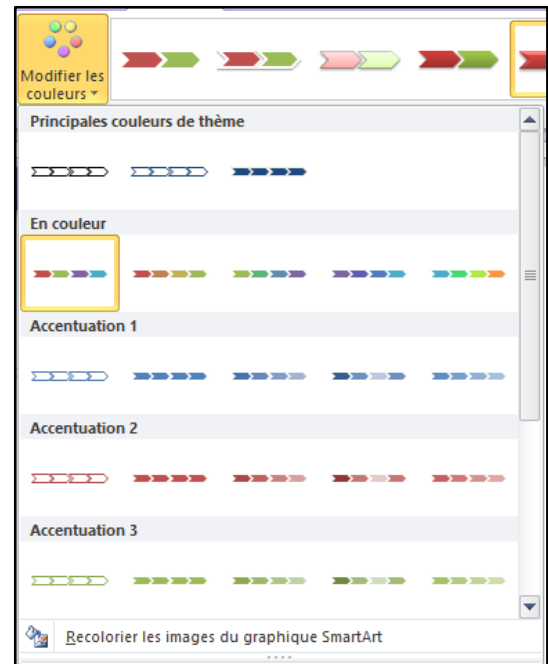 Modifier les
couleurs
Principales couleurs de thème
En couleur
Accentuation 1
Accentuation 2
Accentuation 3
Recolorier les images du graphique SmartArt